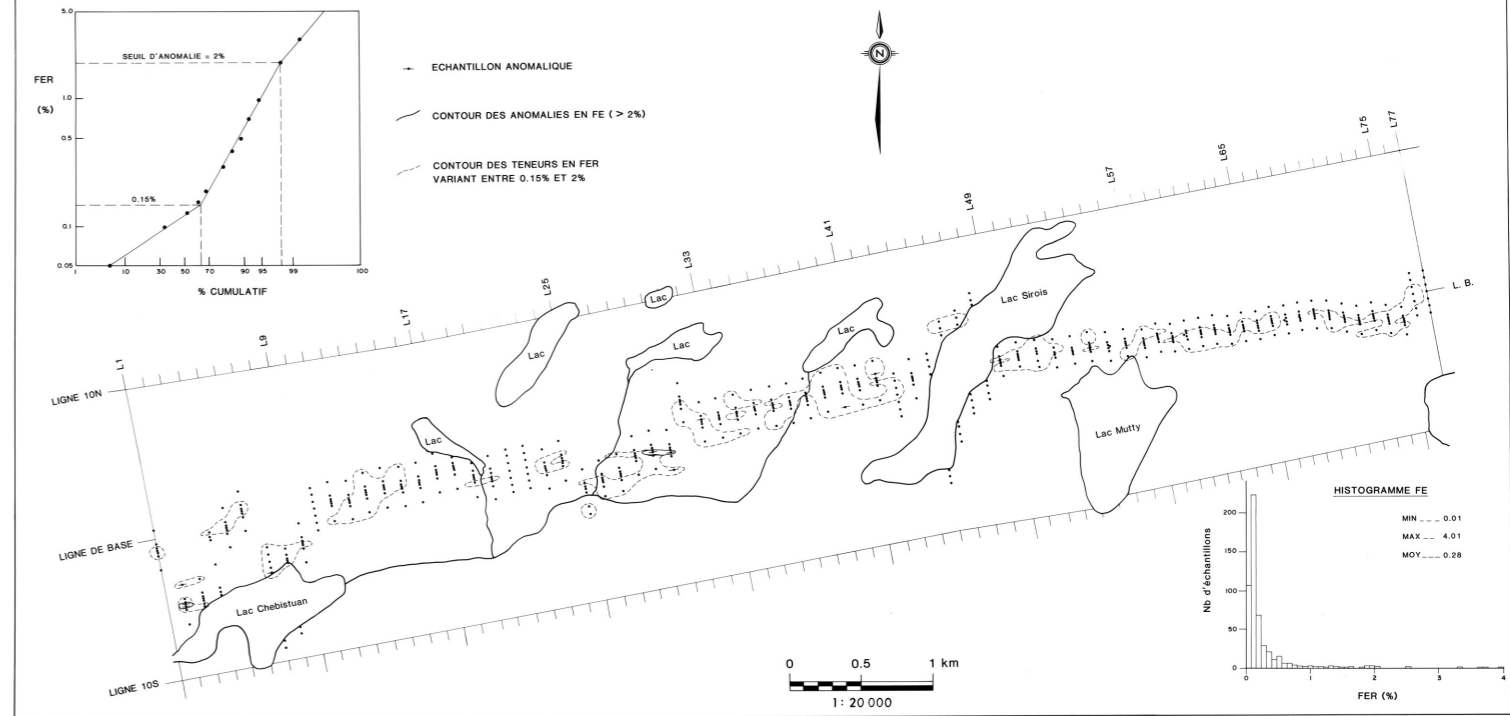 5.0
SEUIL D'ANOMALIE = 2%
FER
(%)
1.0
0.5
0.15%
0.1
0.05
1 10 30 50 70 90 95 99 100
% CUMULATIF
ECHANTILLON ANOMALIQUE
CONTOUR DES ANOMALIES EN FE ( > 2%)
CONTOUR DES TENEURS EN FER
VARIANT ENTRE 0.15% ET 2%
N
L1
L9
L17
L25
L33
L41
L49
L57
L65
L75
L77
LIGNE 10N
LIGNE DE BASE
LIGNE 10S
L. B.
Lac
Lac
Lac
Lac
Lac
Lac Sirois
Lac Mutty
Lac Chebistuan
0 0.5 1 km
1: 20 000
HISTOGRAMME FE
MIN ___ 0.01
MAX __ 4.01
MOY ___ 0.28
Nb d'échantillons
200
150
100
50
0
0 1 2 3 4
FER (%)